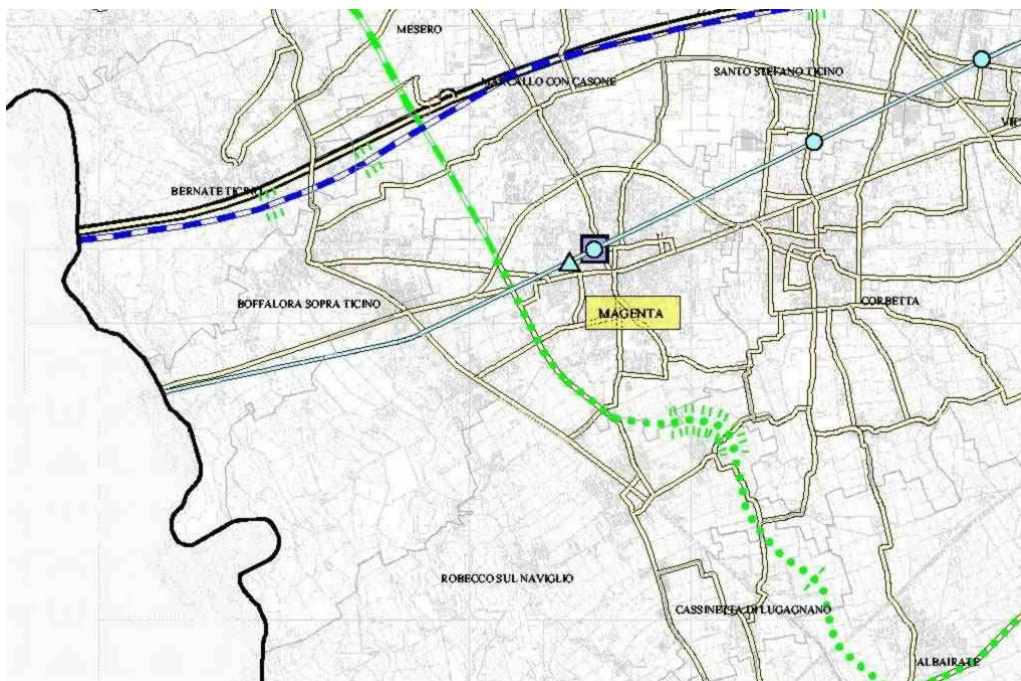 MESERO
MARCALLO CON CASONE
SANTO STEFANO TICINO
BERNATE TICINO
BOFFALORA SOPRA TICINO
CORBETTA
MAGENTA
ROBECCO SUL NAVIGLIO
CASSINETTA DI LUGAGNANO
ALBAIRATE